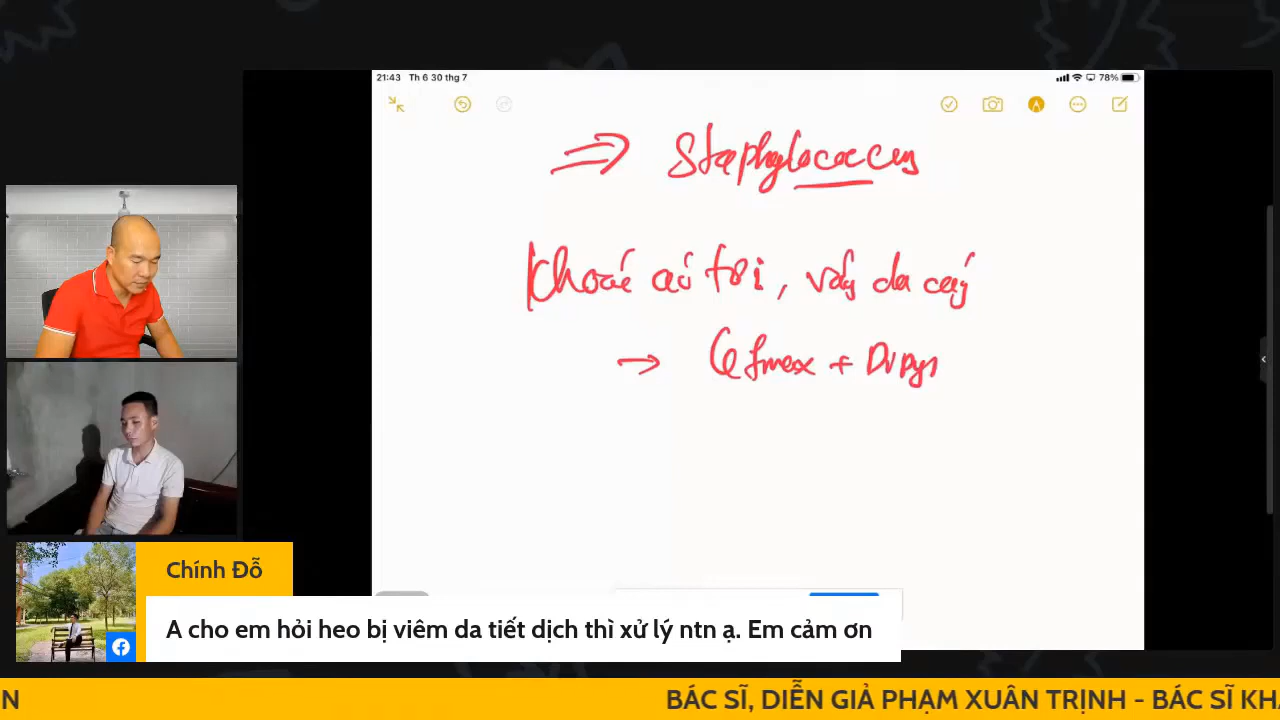 21:43 Th 6 30 thg 7
78%
⇒ Staphylococcus
Khoác áo tơi, vảy da cáy
→ + Dipyr
Chính Đỗ
A cho em hỏi heo bị viêm da tiết dịch thì xử lý ntn ạ. Em cảm ơn
N BÁC SĨ, DIỄN GIẢ PHẠM XUÂN TRỊNH - BÁC SĨ KH